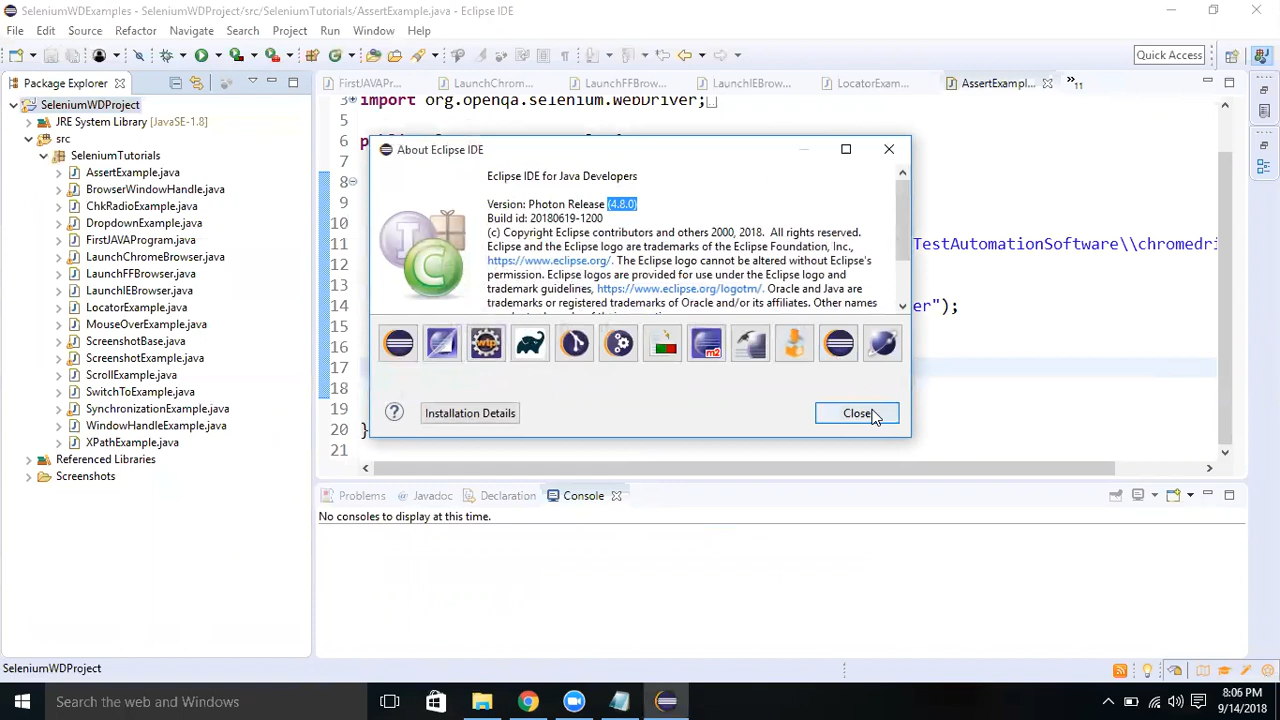 SeleniumWDExamples - SeleniumWDProject/src/SeleniumTutorials/AssertExample.java - Eclipse IDE
File Edit Source Refactor Navigate Search Project Run Window Help
Quick Access
Package Explorer
FirstJAVAPr... LaunchChrom... LaunchFFBrow... LaunchIEBrow... LocatorExam... AssertExampl... »11
SeleniumWDProject
JRE System Library [JavaSE-1.8]
src
SeleniumTutorials
AssertExample.java
BrowserWindowHandle.java
ChkRadioExample.java
DropdownExample.java
FirstJAVAProgram.java
LaunchChromeBrowser.java
LaunchFFBrowser.java
LaunchIEBrowser.java
LocatorExample.java
MouseOverExample.java
ScreenshotBase.java
ScreenshotExample.java
ScrollExample.java
SwitchToExample.java
SynchronizationExample.java
WindowHandleExample.java
XPathExample.java
Referenced Libraries
Screenshots
3 import org.openqa.selenium.WebDriver;
5
6
7
8
9
10
11 TestAutomationSoftware\\chromedri
12
13
14 er");
15
16
17
18
19
20 }
21
About Eclipse IDE
Eclipse IDE for Java Developers
Version: Photon Release (4.8.0)
Build id: 20180619-1200
(c) Copyright Eclipse contributors and others 2000, 2018. All rights reserved.
Eclipse and the Eclipse logo are trademarks of the Eclipse Foundation, Inc.,
https://www.eclipse.org/. The Eclipse logo cannot be altered without Eclipse's
permission. Eclipse logos are provided for use under the Eclipse logo and
trademark guidelines, https://www.eclipse.org/logotm/. Oracle and Java are
trademarks or registered trademarks of Oracle and/or its affiliates. Other names
wtp
m2
Installation Details
Close
Problems Javadoc Declaration Console
No consoles to display at this time.
SeleniumWDProject
Search the web and Windows
8:06 PM
9/14/2018